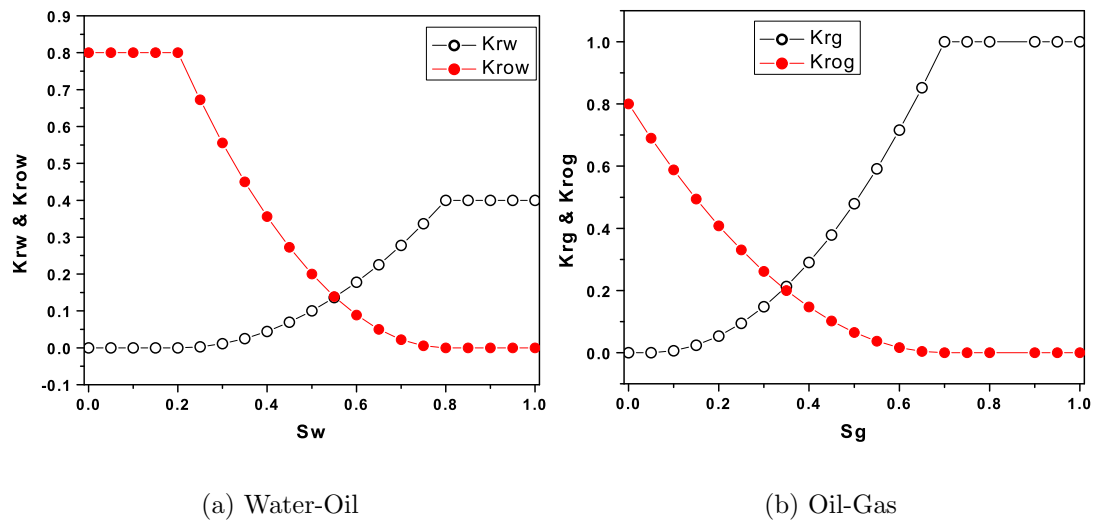 0.9
0.8
0.7
0.6
0.5
0.4
0.3
0.2
0.1
0.0
-0.1
Krw & Krow
Krw
Krow
0.0 0.2 0.4 0.6 0.8 1.0
Sw
(a) Water-Oil
1.0
0.8
0.6
0.4
0.2
0.0
Krg & Krog
Krg
Krog
0.0 0.2 0.4 0.6 0.8 1.0
Sg
(b) Oil-Gas